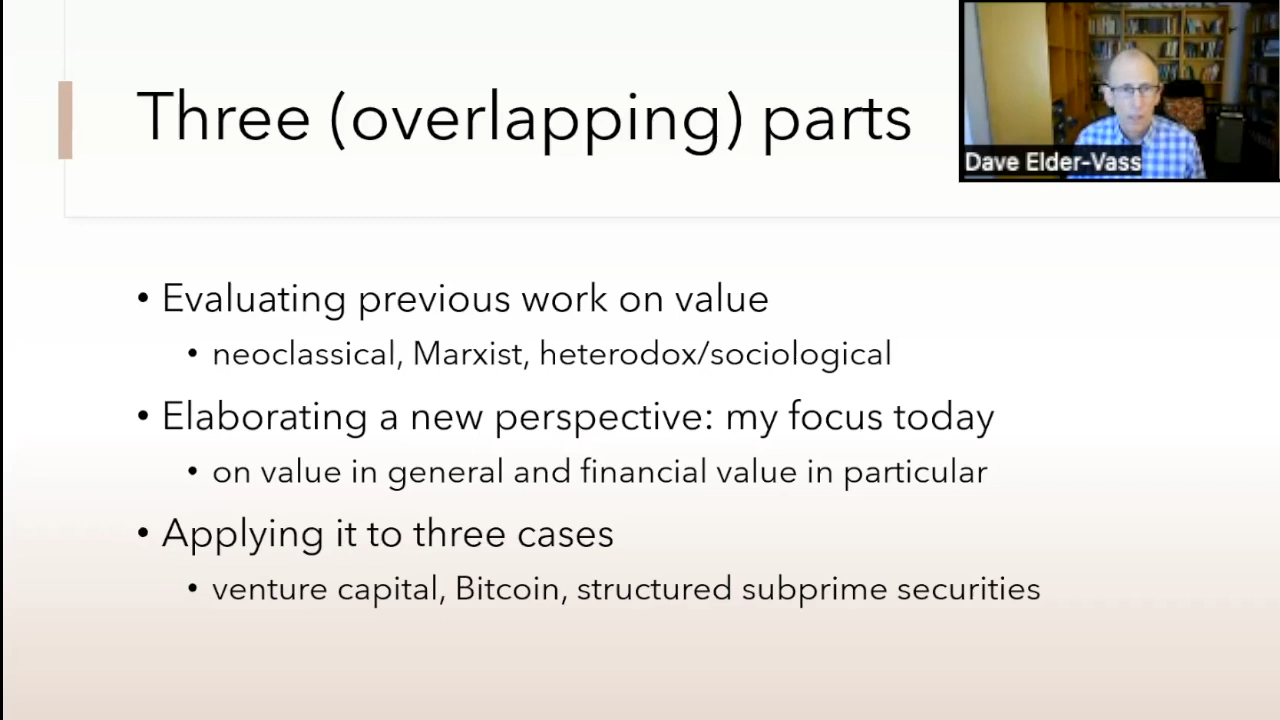 Three (overlapping) parts
Dave Elder-Vass
• Evaluating previous work on value
• neoclassical, Marxist, heterodox/sociological
• Elaborating a new perspective: my focus today
• on value in general and financial value in particular
• Applying it to three cases
• venture capital, Bitcoin, structured subprime securities